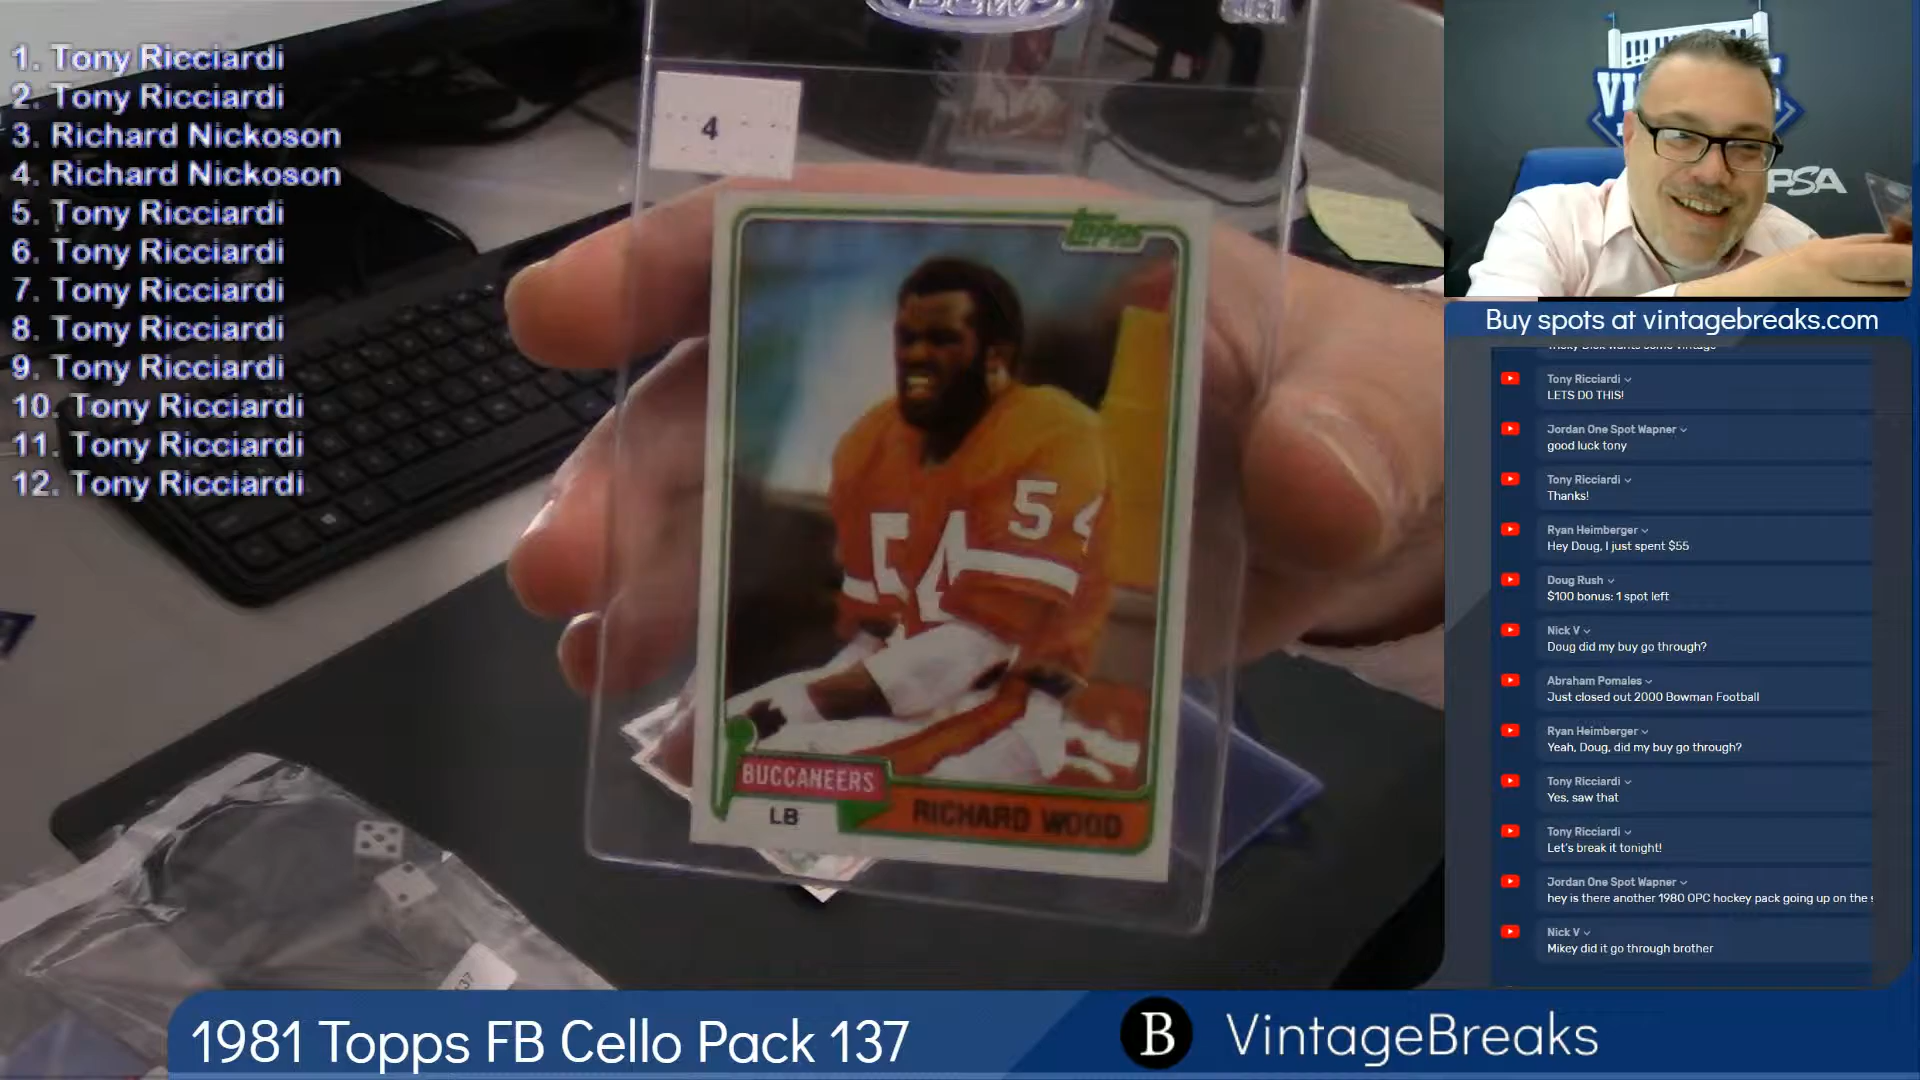 1. Tony Ricciardi
2. Tony Ricciardi
3. Richard Nickoson
4. Richard Nickoson
5. Tony Ricciardi
6. Tony Ricciardi
7. Tony Ricciardi
8. Tony Ricciardi
9. Tony Ricciardi
10. Tony Ricciardi
11. Tony Ricciardi
12. Tony Ricciardi
4
Topps
54
54
BUCCANEERS
LB
RICHARD WOOD
137
PSA
Buy spots at vintagebreaks.com
Tricky Dick wants some vintage
Tony Ricciardi
LETS DO THIS!
Jordan One Spot Wapner
good luck tony
Tony Ricciardi
Thanks!
Ryan Heimberger
Hey Doug, I just spent $55
Doug Rush
$100 bonus: 1 spot left
Nick V
Doug did my buy go through?
Abraham Pomales
Just closed out 2000 Bowman Football
Ryan Heimberger
Yeah, Doug, did my buy go through?
Tony Ricciardi
Yes, saw that
Tony Ricciardi
Let's break it tonight!
Jordan One Spot Wapner
hey is there another 1980 OPC hockey pack going up on the
Nick V
Mikey did it go through brother
1981 Topps FB Cello Pack 137
B VintageBreaks